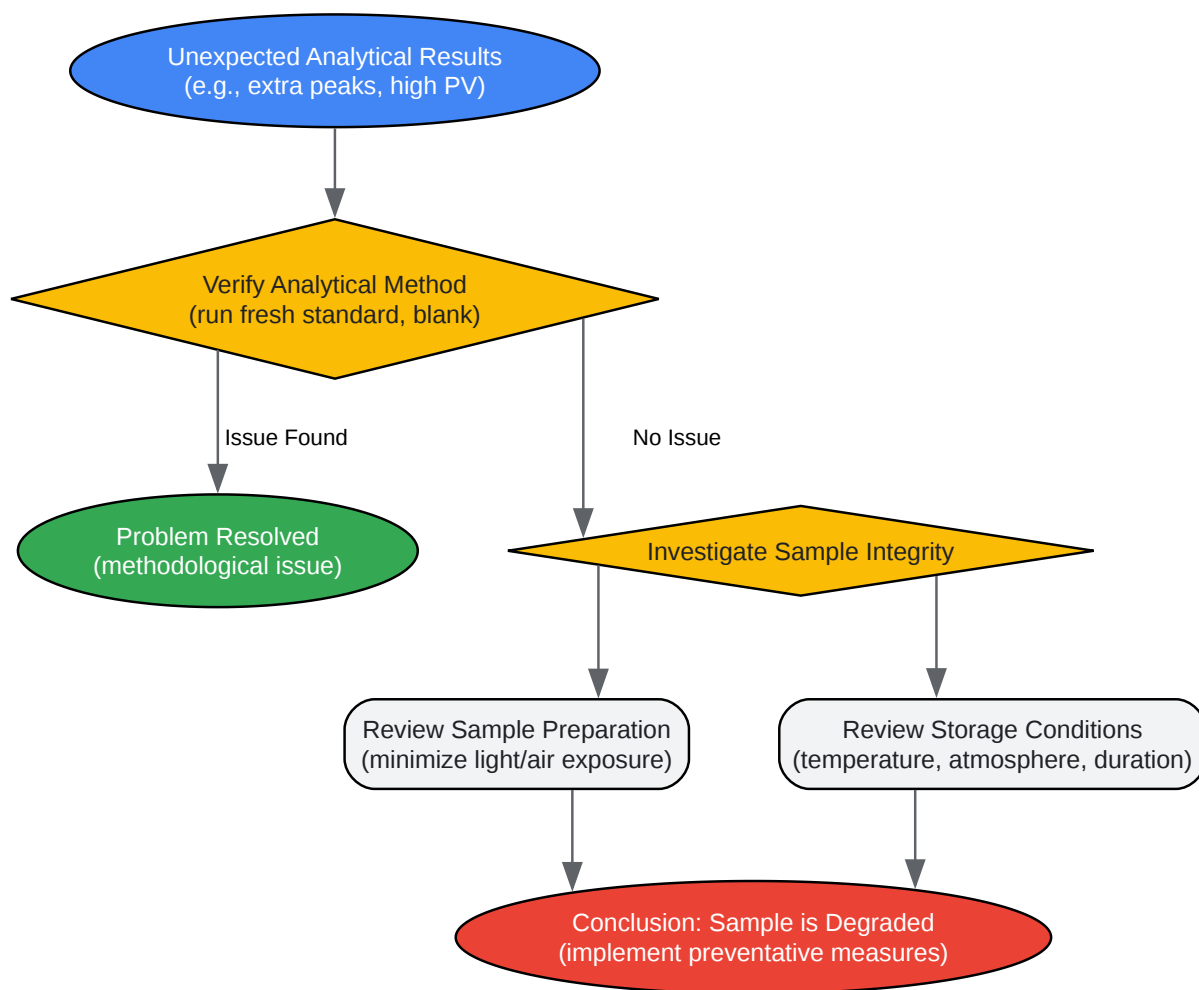 Unexpected Analytical Results
(e.g., extra peaks, high PV)
Verify Analytical Method
(run fresh standard, blank)
Issue Found
No Issue
Problem Resolved
(methodological issue)
Investigate Sample Integrity
Review Sample Preparation
(minimize light/air exposure)
Review Storage Conditions
(temperature, atmosphere, duration)
Conclusion: Sample is Degraded
(implement preventative measures)